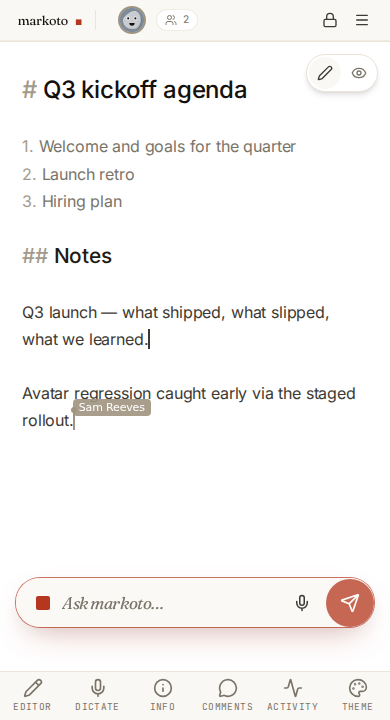 markoto
2
# Q3 kickoff agenda
1. Welcome and goals for the quarter
2. Launch retro
3. Hiring plan
## Notes
Q3 launch — what shipped, what slipped,
what we learned.
Avatar regression caught early via the staged
rollout.
Sam Reeves
Ask markoto...
EDITOR DICTATE INFO COMMENTS ACTIVITY THEME